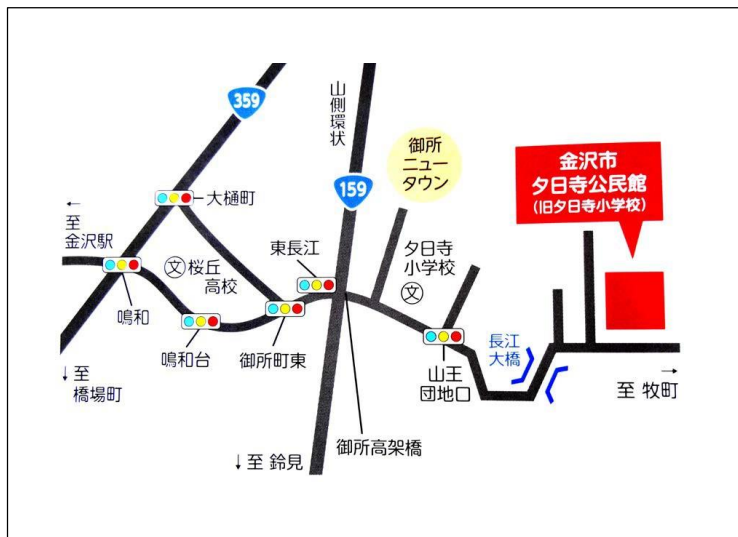 359
山側環状
御所
ニュー
タウン
金沢市
夕日寺公民館
(旧夕日寺小学校)
159
大樋町
←
至
金沢駅
東長江
夕日寺
小学校
文
文 桜丘
高校
鳴和
鳴和台
御所町東
長江
大橋
山王
団地口
→
至 牧町
↓至
橋場町
御所高架橋
↓至 鈴見